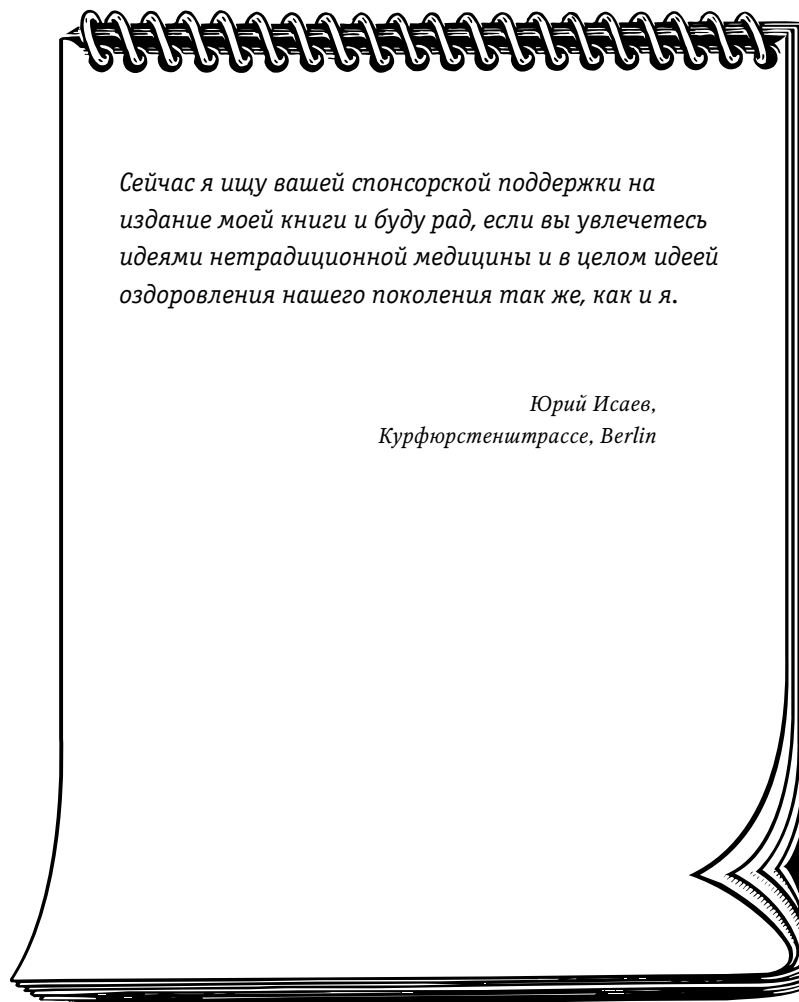 Сейчас я ищу вашей спонсорской поддержки на
издание моей книги и буду рад, если вы увлечетесь
идеями нетрадиционной медицины и в целом идеей
оздоровления нашего поколения так же, как и я.
Юрий Исаев,
Курфюрстенштрассе, Berlin